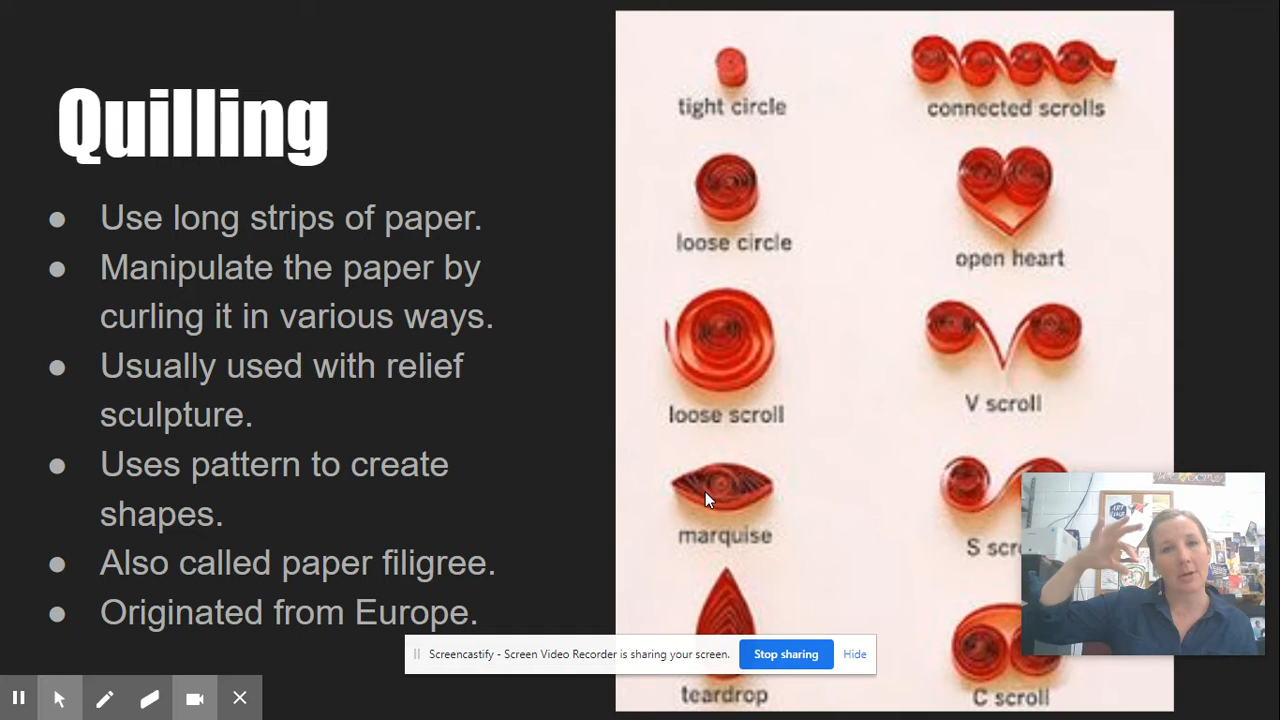 Quilling
● Use long strips of paper.
● Manipulate the paper by
curling it in various ways.
● Usually used with relief
sculpture.
● Uses pattern to create
shapes.
● Also called paper filigree.
● Originated from Europe.
tight circle
connected scrolls
loose circle
open heart
loose scroll
V scroll
marquise
S scr
teardrop
C scroll
Screencastify - Screen Video Recorder is sharing your screen.
Stop sharing
Hide